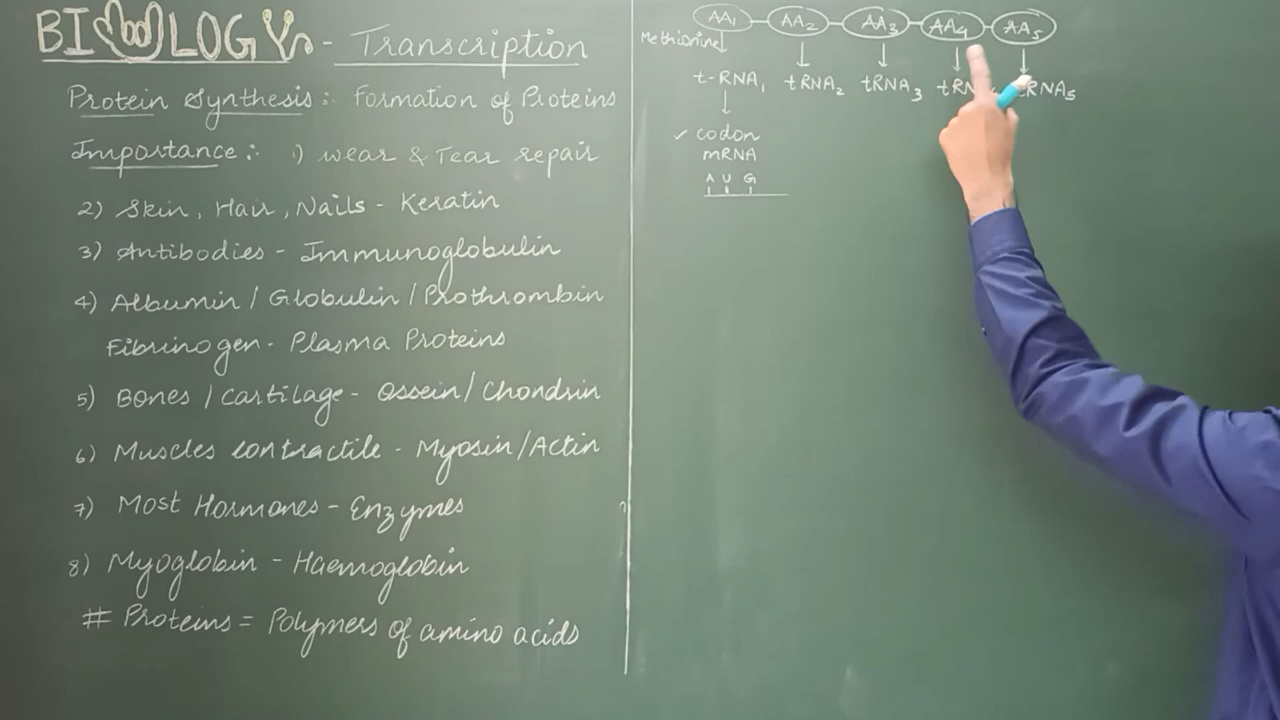 BIOLOGY - Transcription
Protein Synthesis :- Formation of Proteins
Importance :- 1) Wear & Tear repair
2) Skin, Hair, Nails - Keratin
3) Antibodies - Immunoglobulin
4) Albumin / Globulin / Prothrombin
Fibrinogen - Plasma Proteins
5) Bones / Cartilage - Ossein / Chondrin
6) Muscles contractile - Myosin / Actin
7) Most Hormones - Enzymes
8) Myoglobin - Haemoglobin
# Proteins = Polymers of amino acids
AA1 AA2 AA3 AA4 AA5
Methionine
t-RNA1 tRNA2 tRNA3 tRNA5
✓ codon
mRNA
A U G